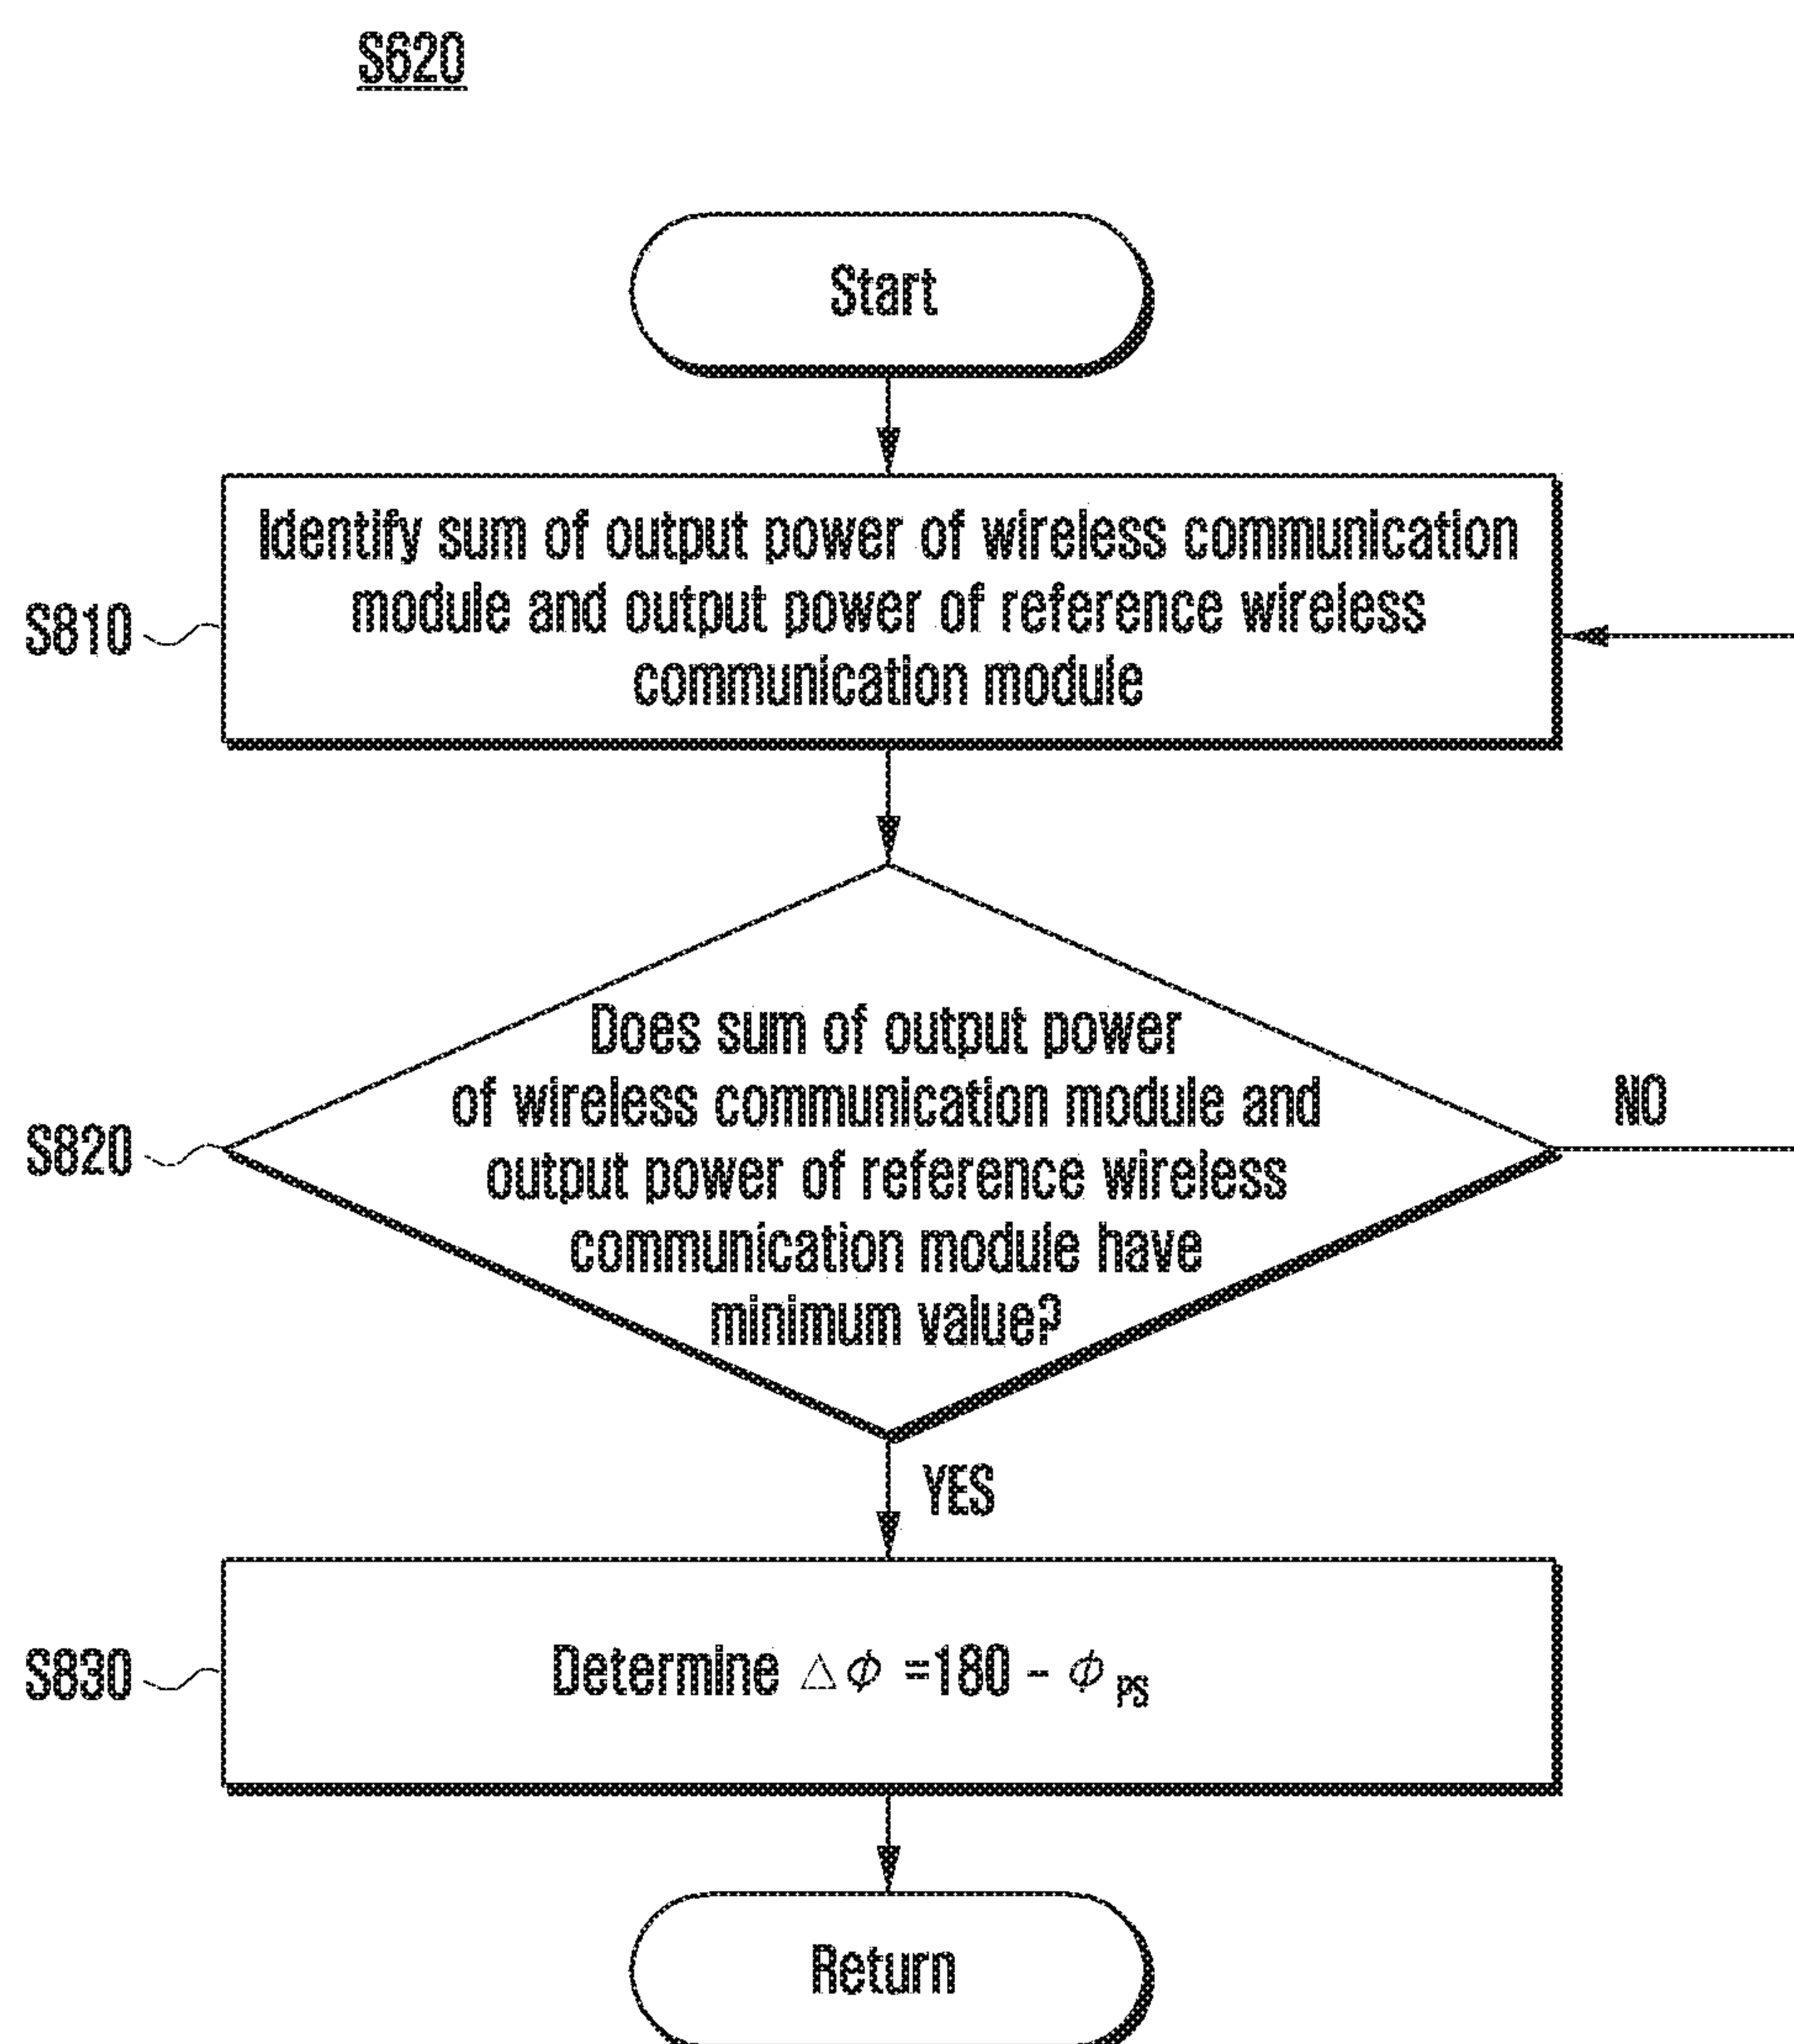 S620
Start
S810
Identify sum of output power of wireless communication
module and output power of reference wireless
communication module
S820
Does sum of output power
of wireless communication module and
output power of reference wireless
communication module have
minimum value?
NO
YES
S830
Determine △ϕ =180 - ϕPS
Return